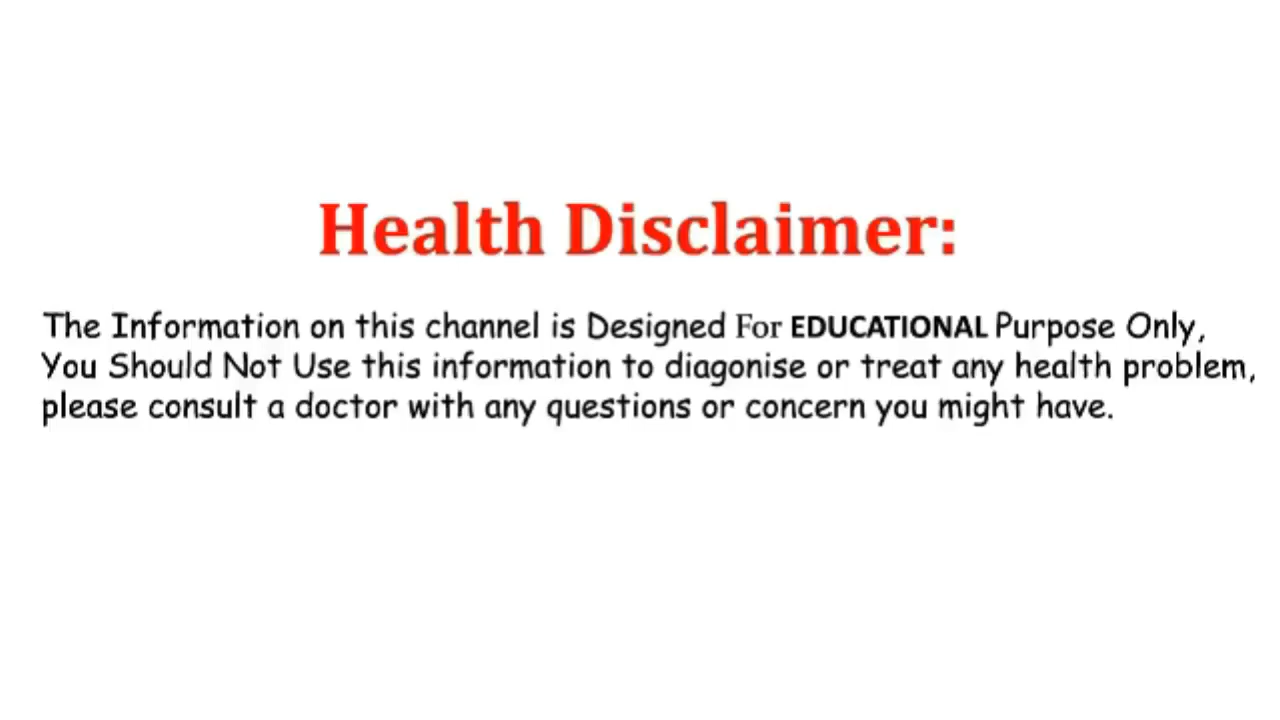 Health Disclaimer:
The Information on this channel is Designed For EDUCATIONAL Purpose Only,
You Should Not Use this information to diagonise or treat any health problem,
please consult a doctor with any questions or concern you might have.